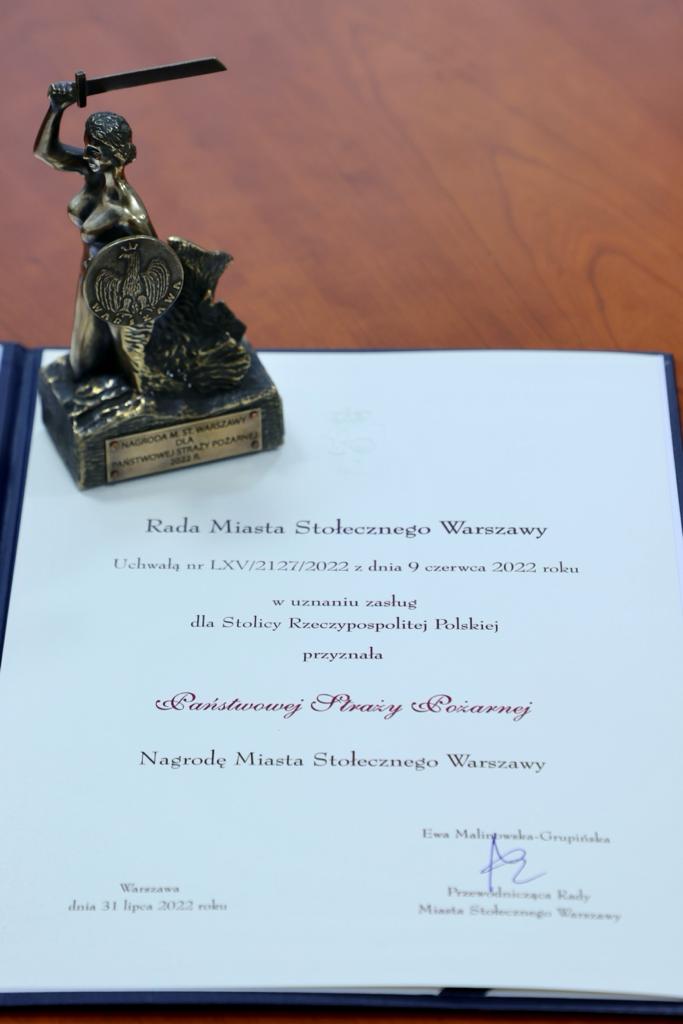 WARSZAWA
NAGRODA M. ST. WARSZAWY
DLA
PAŃSTWOWEJ STRAŻY POŻARNEJ
2022 R.
Rada Miasta Stołecznego Warszawy
Uchwałą nr LXV/2127/2022 z dnia 9 czerwca 2022 roku
w uznaniu zasług
dla Stolicy Rzeczypospolitej Polskiej
przyznała
Państwowej Straży Pożarnej
Nagrodę Miasta Stołecznego Warszawy
Ewa Malinowska-Grupińska
Przewodnicząca Rady
Miasta Stołecznego Warszawy
Warszawa
dnia 31 lipca 2022 roku